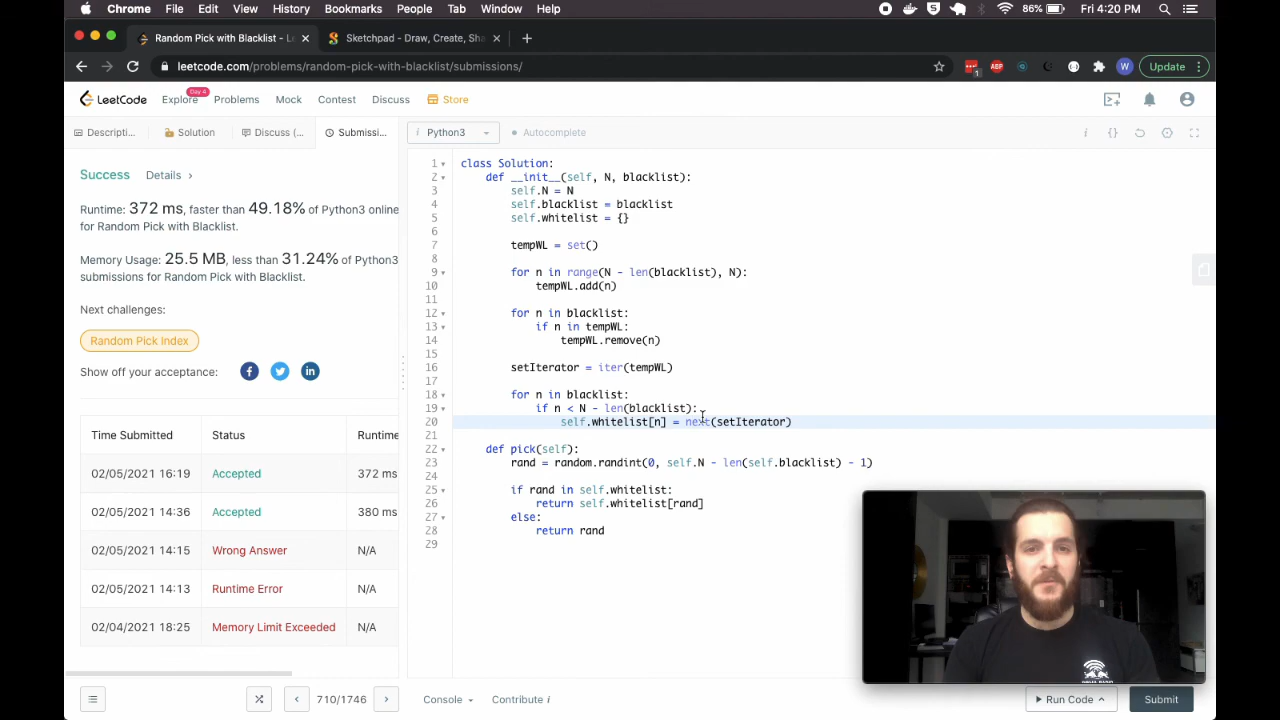 Chrome File Edit View History Bookmarks People Tab Window Help 86% Fri 4:20 PM
Random Pick with Blacklist - Le Sketchpad - Draw, Create, Sha
leetcode.com/problems/random-pick-with-blacklist/submissions/ 1 ABP W Update
LeetCode Explore Day 4 Problems Mock Contest Discuss Store
Descripti... Solution Discuss (... Submissi... i Python3 Autocomplete i {}
Success Details ›
Runtime: 372 ms, faster than 49.18% of Python3 online
for Random Pick with Blacklist.
Memory Usage: 25.5 MB, less than 31.24% of Python3
submissions for Random Pick with Blacklist.
Next challenges:
Random Pick Index
Show off your acceptance:
Time Submitted Status Runtime
02/05/2021 16:19 Accepted 372 ms
02/05/2021 14:36 Accepted 380 ms
02/05/2021 14:15 Wrong Answer N/A
02/05/2021 14:13 Runtime Error N/A
02/04/2021 18:25 Memory Limit Exceeded N/A
1 class Solution:
2 def __init__(self, N, blacklist):
3 self.N = N
4 self.blacklist = blacklist
5 self.whitelist = {}
6
7 tempWL = set()
8
9 for n in range(N - len(blacklist), N):
10 tempWL.add(n)
11
12 for n in blacklist:
13 if n in tempWL:
14 tempWL.remove(n)
15
16 setIterator = iter(tempWL)
17
18 for n in blacklist:
19 if n < N - len(blacklist):
20 self.whitelist[n] = next(setIterator)
21
22 def pick(self):
23 rand = random.randint(0, self.N - len(self.blacklist) - 1)
24
25 if rand in self.whitelist:
26 return self.whitelist[rand]
27 else:
28 return rand
29
710/1746 Console Contribute i Run Code Submit